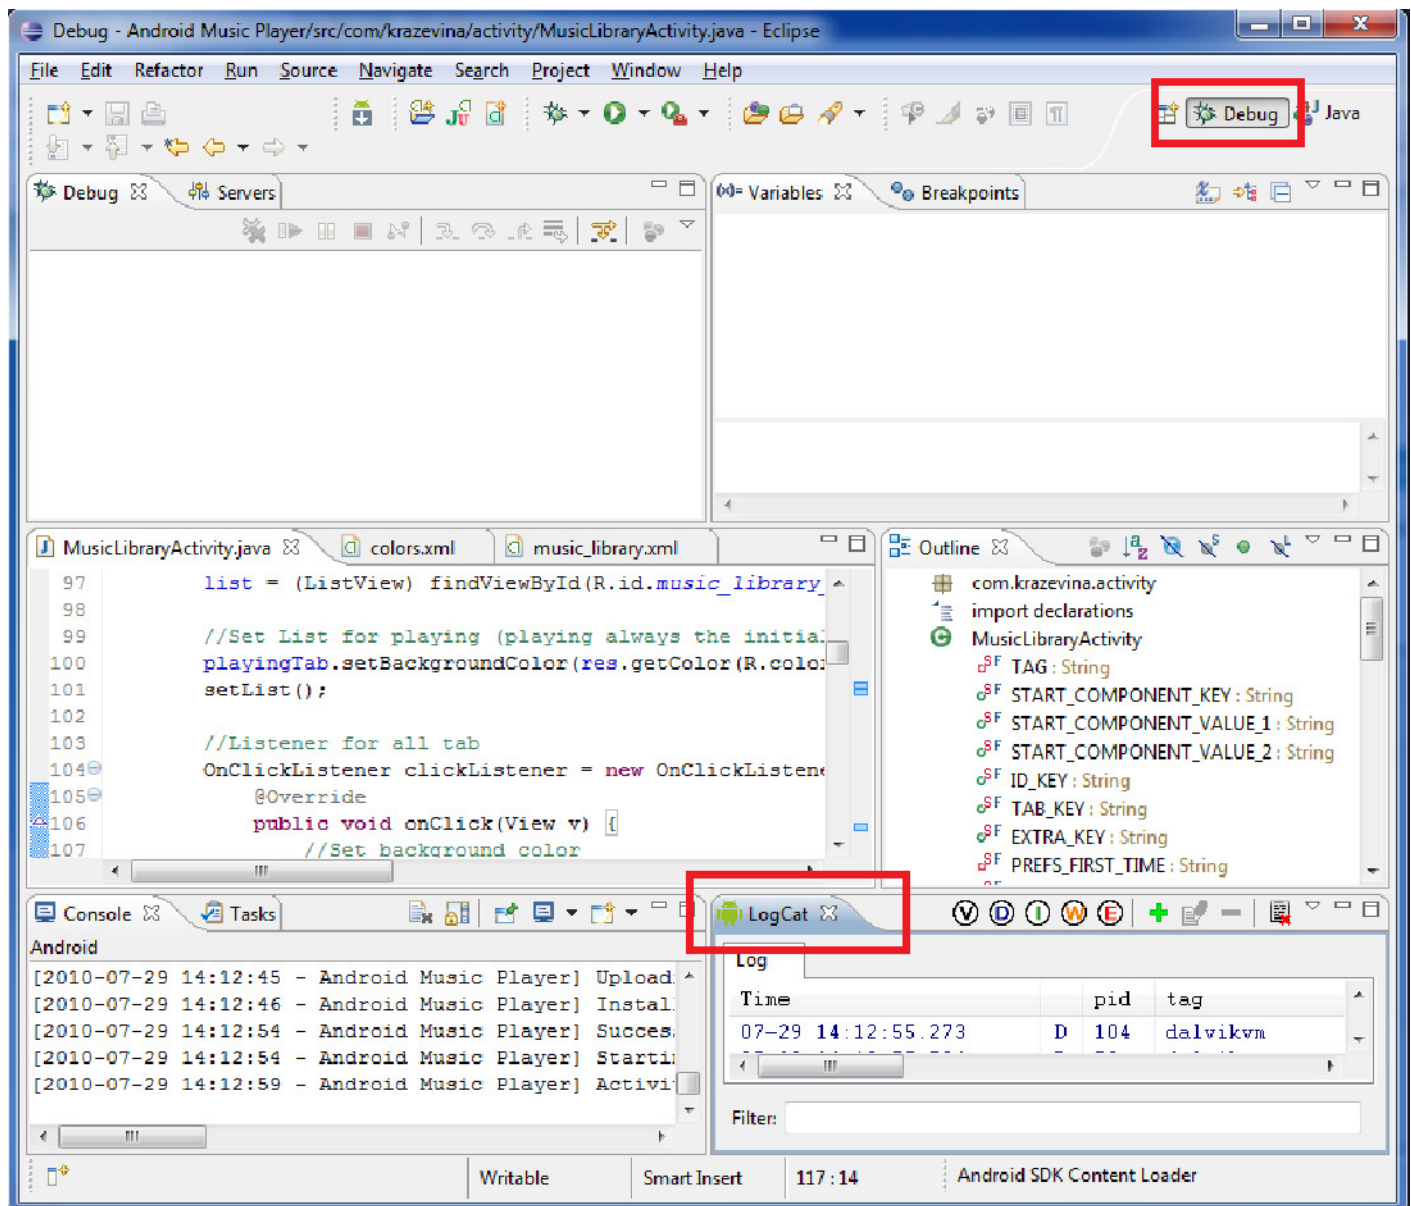 Debug - Android Music Player/src/com/krazevina/activity/MusicLibraryActivity.java - Eclipse
File Edit Refactor Run Source Navigate Search Project Window Help
Debug Java
Debug Servers
Variables Breakpoints
MusicLibraryActivity.java colors.xml music_library.xml
97 list = (ListView) findViewById(R.id.music_library_
98
99 //Set List for playing (playing always the initial
100 playingTab.setBackgroundColor(res.getColor(R.color
101 setList();
102
103 //Listener for all tab
104 OnClickListener clickListener = new OnClickListene
105 @Override
106 public void onClick(View v) {
107 //Set background color
Outline
com.krazevina.activity
import declarations
MusicLibraryActivity
TAG : String
START_COMPONENT_KEY : String
START_COMPONENT_VALUE_1 : String
START_COMPONENT_VALUE_2 : String
ID_KEY : String
TAB_KEY : String
EXTRA_KEY : String
PREFS_FIRST_TIME : String
Console Tasks
Android
[2010-07-29 14:12:45 - Android Music Player] Upload
[2010-07-29 14:12:46 - Android Music Player] Instal
[2010-07-29 14:12:54 - Android Music Player] Succes
[2010-07-29 14:12:54 - Android Music Player] Starti
[2010-07-29 14:12:59 - Android Music Player] Activi
LogCat
V D I W E
Log
Time pid tag
07-29 14:12:55.273 D 104 dalvikvm
Filter:
Writable Smart Insert 117 : 14 Android SDK Content Loader